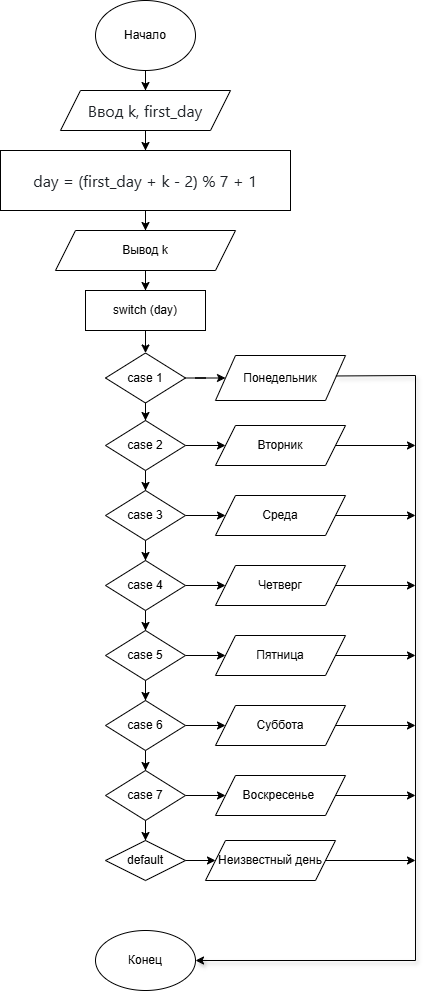 Начало
Ввод k, first_day
day = (first_day + k - 2) % 7 + 1
Вывод k
switch (day)
case 1
Понедельник
case 2
Вторник
case 3
Среда
case 4
Четверг
case 5
Пятница
case 6
Суббота
case 7
Воскресенье
default
Неизвестный день
Конец